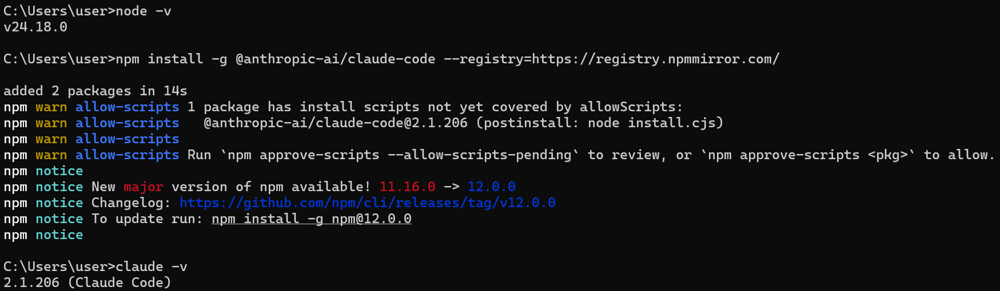 C:\Users\user>node -v
v24.18.0
C:\Users\user>npm install -g @anthropic-ai/claude-code --registry=https://registry.npmmirror.com/
added 2 packages in 14s
npm warn allow-scripts 1 package has install scripts not yet covered by allowScripts:
npm warn allow-scripts   @anthropic-ai/claude-code@2.1.206 (postinstall: node install.cjs)
npm warn allow-scripts
npm warn allow-scripts Run `npm approve-scripts --allow-scripts-pending` to review, or `npm approve-scripts <pkg>` to allow.
npm notice
npm notice New major version of npm available! 11.16.0 -> 12.0.0
npm notice Changelog: https://github.com/npm/cli/releases/tag/v12.0.0
npm notice To update run: npm install -g npm@12.0.0
npm notice
C:\Users\user>claude -v
2.1.206 (Claude Code)